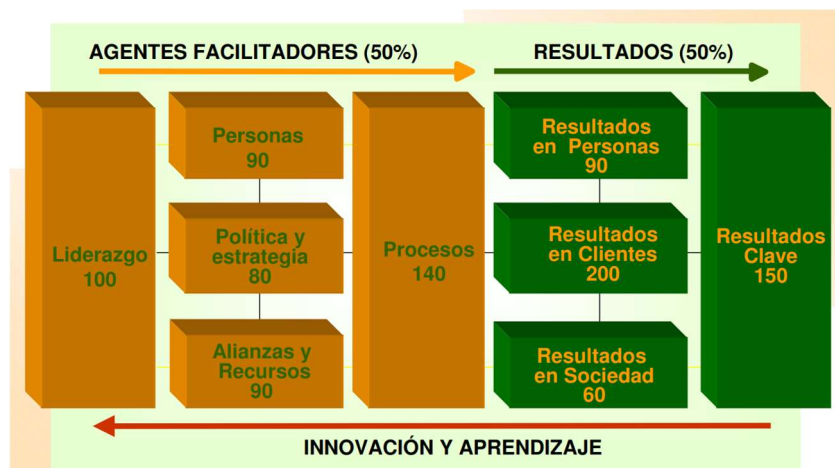 AGENTES FACILITADORES (50%)
RESULTADOS (50%)
Liderazgo
100
Personas
90
Política y
estrategia
80
Alianzas y
Recursos
90
Procesos
140
Resultados
en Personas
90
Resultados
en Clientes
200
Resultados
en Sociedad
60
Resultados
Clave
150
INNOVACIÓN Y APRENDIZAJE